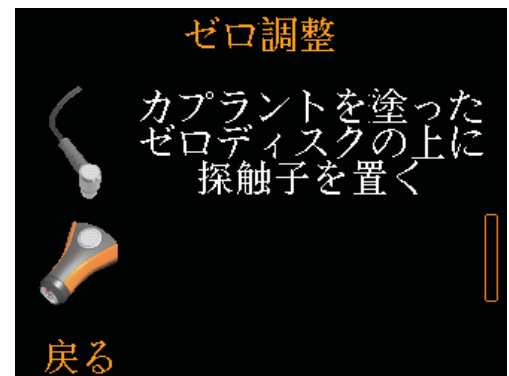 ゼロ調整
カプラントを塗った
ゼロディスクの上に
探触子を置く
戻る